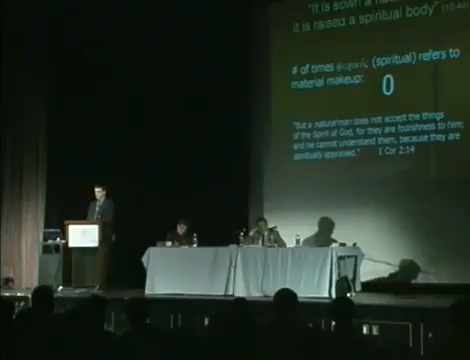 "It is sown a
it is raised a spiritual body" (15:44)
# of times (spiritual) refers to
material makeup:
0
"But a natural man does not accept the things
of the Spirit of God, for they are foolishness to him;
and he cannot understand them, because they are
spiritually appraised." 1 Cor 2:14